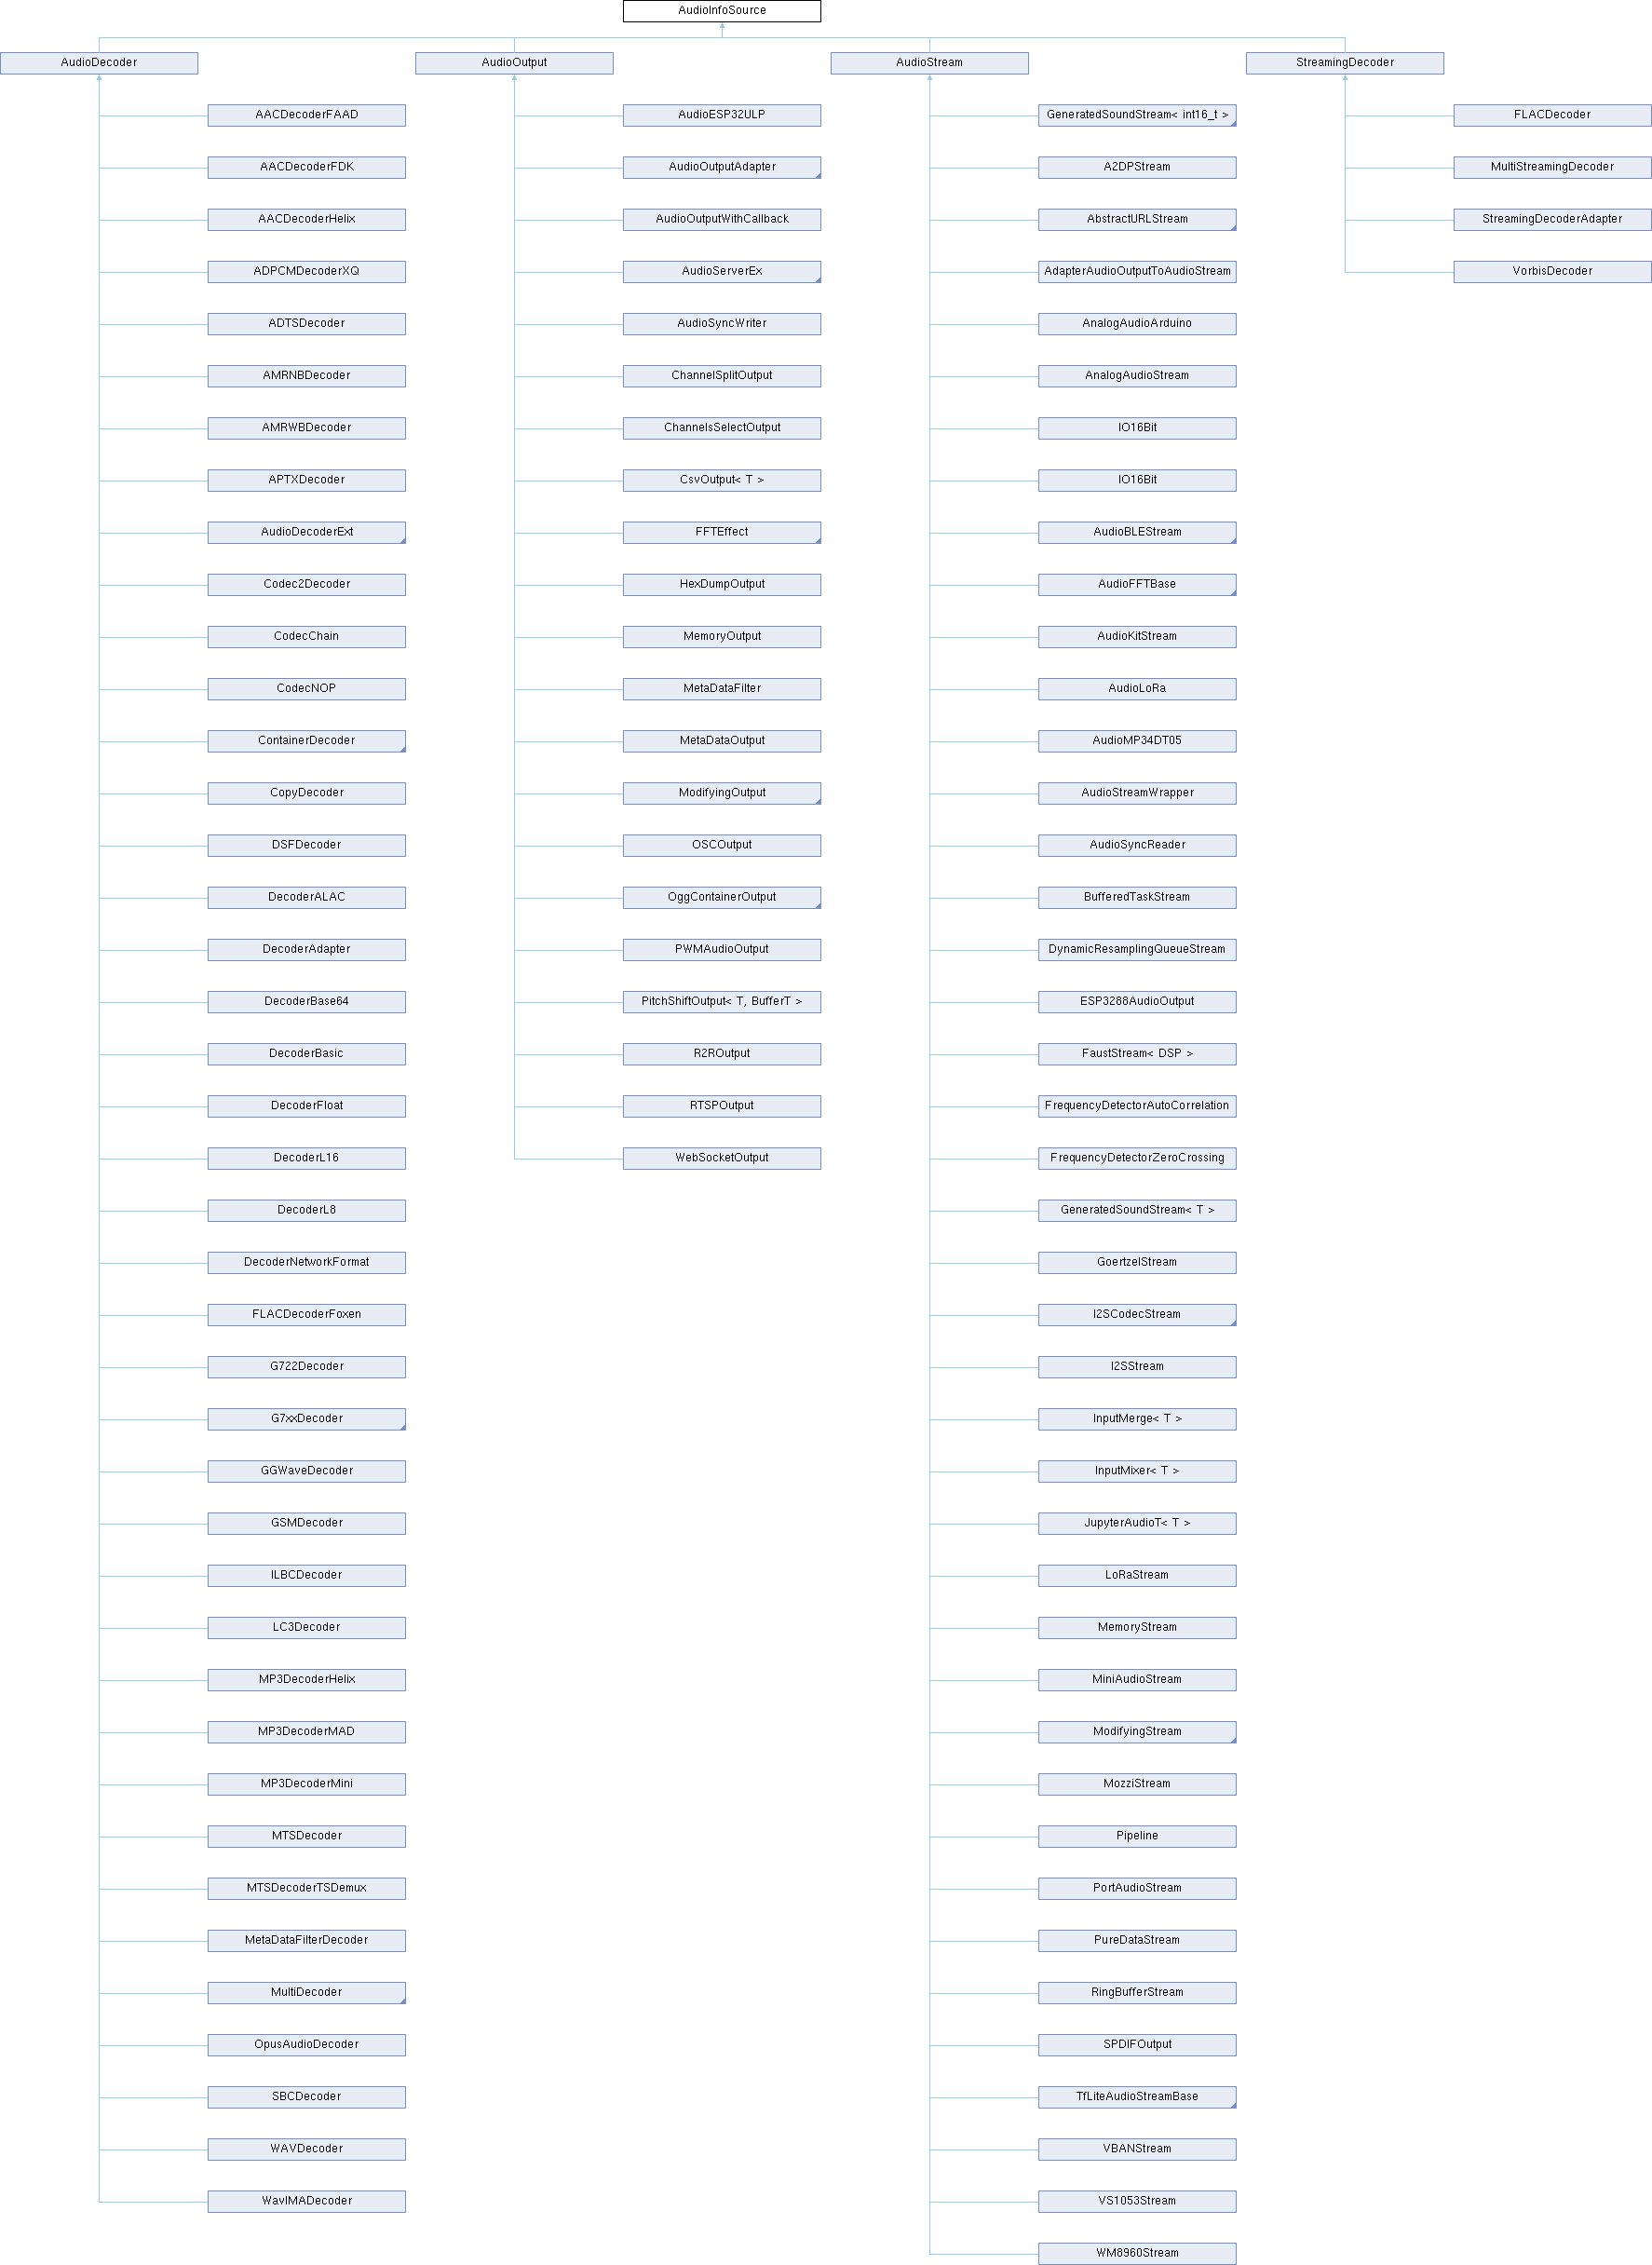 AudioInfoSource
AudioDecoder
AudioOutput
AudioStream
StreamingDecoder
AACDecoderFAAD
AudioESP32ULP
GeneratedSoundStream< int16_t >
FLACDecoder
AACDecoderFDK
AudioOutputAdapter
A2DPStream
MultiStreamingDecoder
AACDecoderHelix
AudioOutputWithCallback
AbstractURLStream
StreamingDecoderAdapter
ADPCMDecoderXQ
AudioServerEx
AdapterAudioOutputToAudioStream
VorbisDecoder
ADTSDecoder
AudioSyncWriter
AnalogAudioArduino
AMRNBDecoder
ChannelSplitOutput
AnalogAudioStream
AMRWBDecoder
ChannelsSelectOutput
IO16Bit
APTXDecoder
CsvOutput< T >
IO16Bit
AudioDecoderExt
FFTEffect
AudioBLEStream
Codec2Decoder
HexDumpOutput
AudioFFTBase
CodecChain
MemoryOutput
AudioKitStream
CodecNOP
MetaDataFilter
AudioLoRa
ContainerDecoder
MetaDataOutput
AudioMP34DT05
CopyDecoder
ModifyingOutput
AudioStreamWrapper
DSFDecoder
OSCOutput
AudioSyncReader
DecoderALAC
OggContainerOutput
BufferedTaskStream
DecoderAdapter
PWMAudioOutput
DynamicResamplingQueueStream
DecoderBase64
PitchShiftOutput< T, BufferT >
ESP3288AudioOutput
DecoderBasic
R2ROutput
FaustStream< DSP >
DecoderFloat
RTSPOutput
FrequencyDetectorAutoCorrelation
DecoderL16
WebSocketOutput
FrequencyDetectorZeroCrossing
DecoderL8
GeneratedSoundStream< T >
DecoderNetworkFormat
GoertzelStream
FLACDecoderFoxen
I2SCodecStream
G722Decoder
I2SStream
G7xxDecoder
InputMerge< T >
GGWaveDecoder
InputMixer< T >
GSMDecoder
JupyterAudioT< T >
ILBCDecoder
LoRaStream
LC3Decoder
MemoryStream
MP3DecoderHelix
MiniAudioStream
MP3DecoderMAD
ModifyingStream
MP3DecoderMini
MozziStream
MTSDecoder
Pipeline
MTSDecoderTSDemux
PortAudioStream
MetaDataFilterDecoder
PureDataStream
MultiDecoder
RingBufferStream
OpusAudioDecoder
SPDIFOutput
SBCDecoder
TfLiteAudioStreamBase
WAVDecoder
VBANStream
WavIMADecoder
VS1053Stream
WM8960Stream